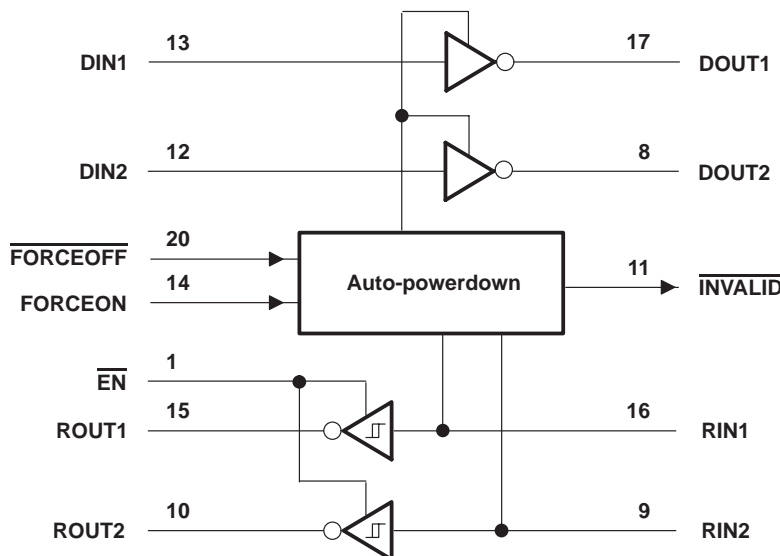 DIN1 13 17 DOUT1
DIN2 12 8 DOUT2
FORCEOFF 20
FORCEON 14
Auto-powerdown
11 INVALID
EN 1
ROUT1 15 16 RIN1
ROUT2 10 9 RIN2